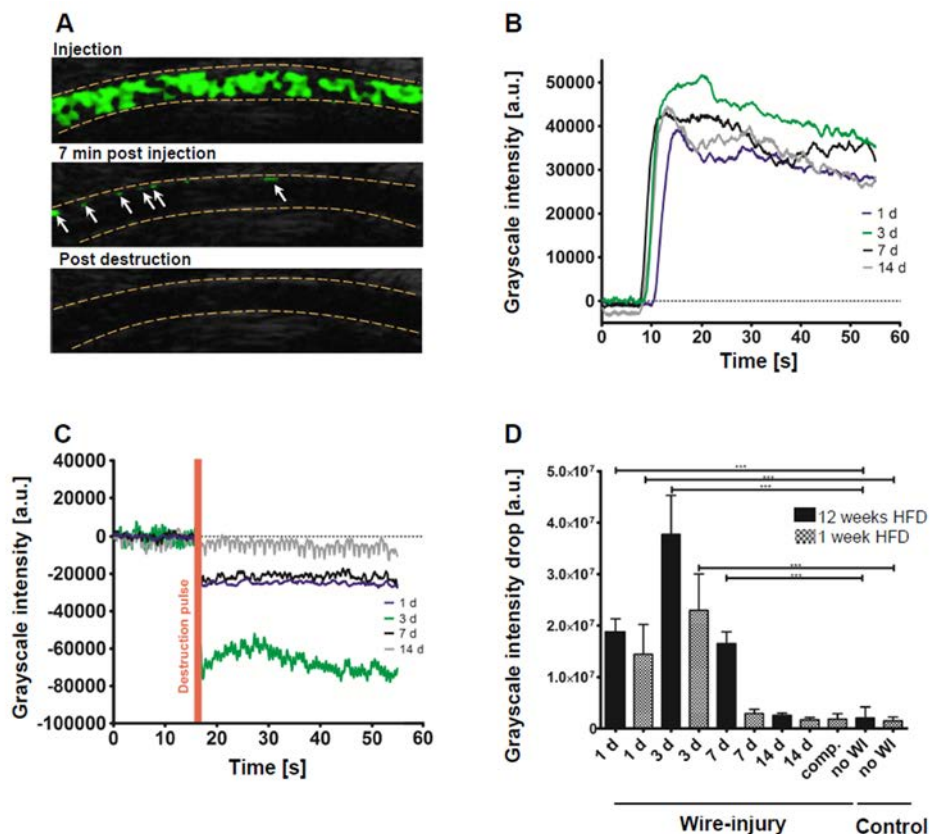 A
Injection
7 min post injection
Post destruction
B
Grayscale intensity [a.u.]
50000
40000
30000
20000
10000
0
0 10 20 30 40 50 60
Time [s]
1 d
3 d
7 d
14 d
C
Grayscale intensity [a.u.]
40000
20000
0
-20000
-40000
-60000
-80000
-100000
Destruction pulse
1 d
3 d
7 d
14 d
0 10 20 30 40 50 60
Time [s]
D
Grayscale intensity drop [a.u.]
5.0×10⁷
4.0×10⁷
3.0×10⁷
2.0×10⁷
1.0×10⁷
0
***
***
***
***
***
12 weeks HFD
1 week HFD
1 d 1 d 3 d 3 d 7 d 7 d 14 d 14 d comp. no WI no WI
Wire-injury Control